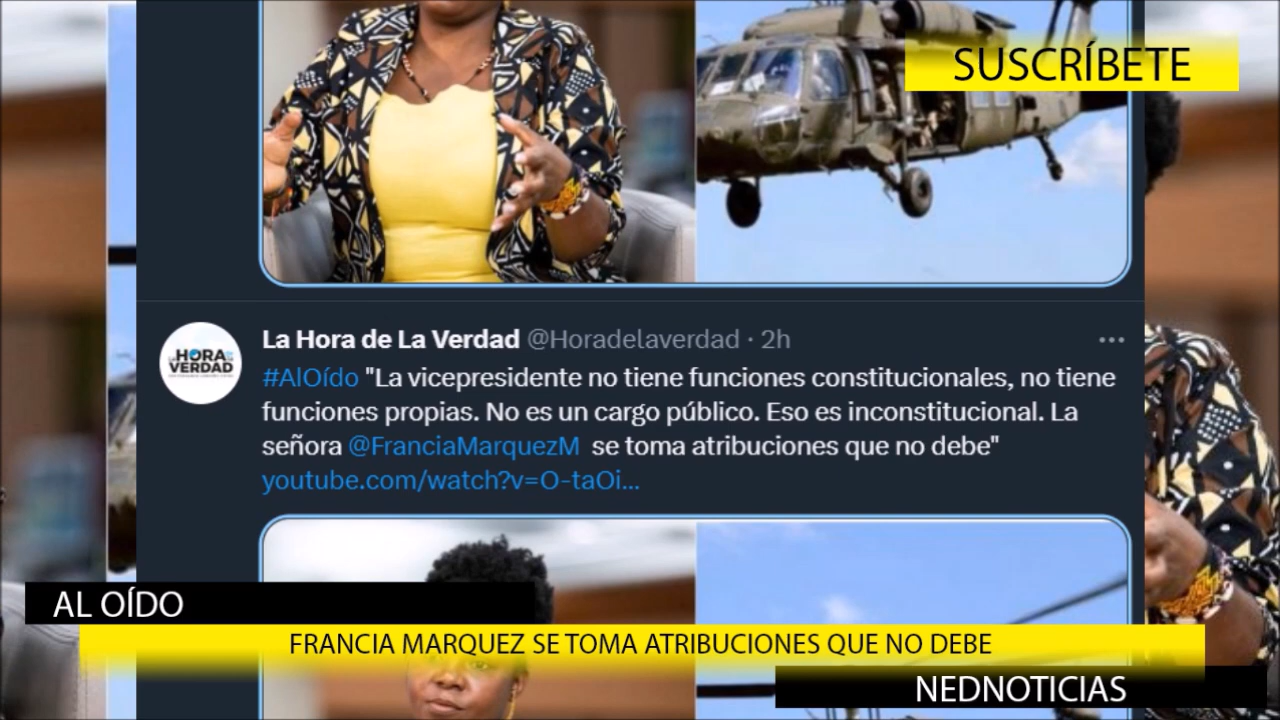 SUSCRÍBETE
La Hora de La Verdad @Horadelaverdad · 2h
HORA
VERDAD
#AlOído "La vicepresidente no tiene funciones constitucionales, no tiene
funciones propias. No es un cargo público. Eso es inconstitucional. La
señora @FranciaMarquezM se toma atribuciones que no debe"
youtube.com/watch?v=O-taOi...
AL OÍDO
FRANCIA MARQUEZ SE TOMA ATRIBUCIONES QUE NO DEBE
NEDNOTICIAS